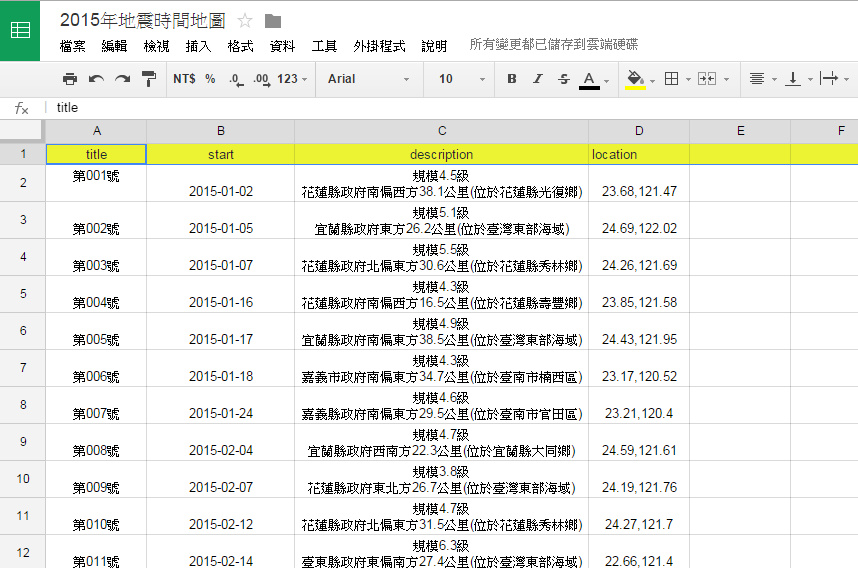 2015年地震時間地圖
檔案 編輯 檢視 插入 格式 資料 工具 外掛程式 說明 所有變更都已儲存到雲端硬碟
NT$ % .0 .00 123 Arial 10 B I S A
fx title
A B C D E F
1 title start description location
2 第001號 2015-01-02 規模4.5級
花蓮縣政府南偏西方38.1公里(位於花蓮縣光復鄉) 23.68,121.47
3 第002號 2015-01-05 規模5.1級
宜蘭縣政府東方26.2公里(位於臺灣東部海域) 24.69,122.02
4 第003號 2015-01-07 規模5.5級
花蓮縣政府北偏東方30.6公里(位於花蓮縣秀林鄉) 24.26,121.69
5 第004號 2015-01-16 規模4.3級
花蓮縣政府南偏西方16.5公里(位於花蓮縣壽豐鄉) 23.85,121.58
6 第005號 2015-01-17 規模4.9級
宜蘭縣政府南偏東方38.5公里(位於臺灣東部海域) 24.43,121.95
7 第006號 2015-01-18 規模4.3級
嘉義市政府南偏東方34.7公里(位於臺南市楠西區) 23.17,120.52
8 第007號 2015-01-24 規模4.6級
嘉義縣政府南偏東方29.5公里(位於臺南市官田區) 23.21,120.4
9 第008號 2015-02-04 規模4.7級
宜蘭縣政府西南方22.3公里(位於宜蘭縣大同鄉) 24.59,121.61
10 第009號 2015-02-07 規模3.8級
花蓮縣政府東北方26.7公里(位於臺灣東部海域) 24.19,121.76
11 第010號 2015-02-12 規模4.7級
花蓮縣政府北偏東方31.5公里(位於花蓮縣秀林鄉) 24.27,121.7
12 第011號 2015-02-14 規模6.3級
臺東縣政府東偏南方27.4公里(位於臺灣東部海域) 22.66,121.4